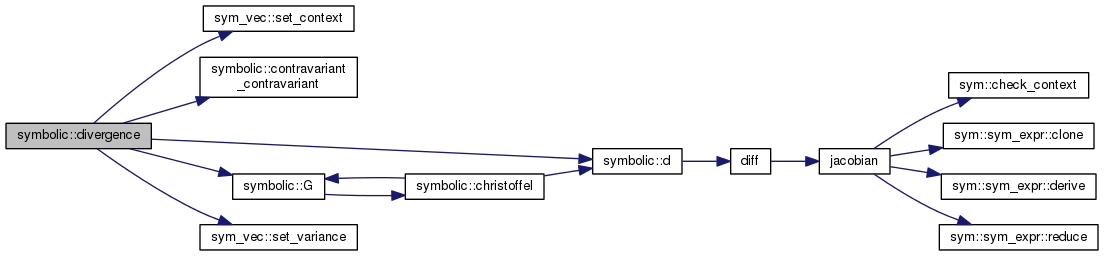 sym_vec::set_context
symbolic::contravariant
_contravariant
symbolic::divergence
symbolic::G
sym_vec::set_variance
symbolic::christoffel
symbolic::d
diff
jacobian
sym::check_context
sym::sym_expr::clone
sym::sym_expr::derive
sym::sym_expr::reduce